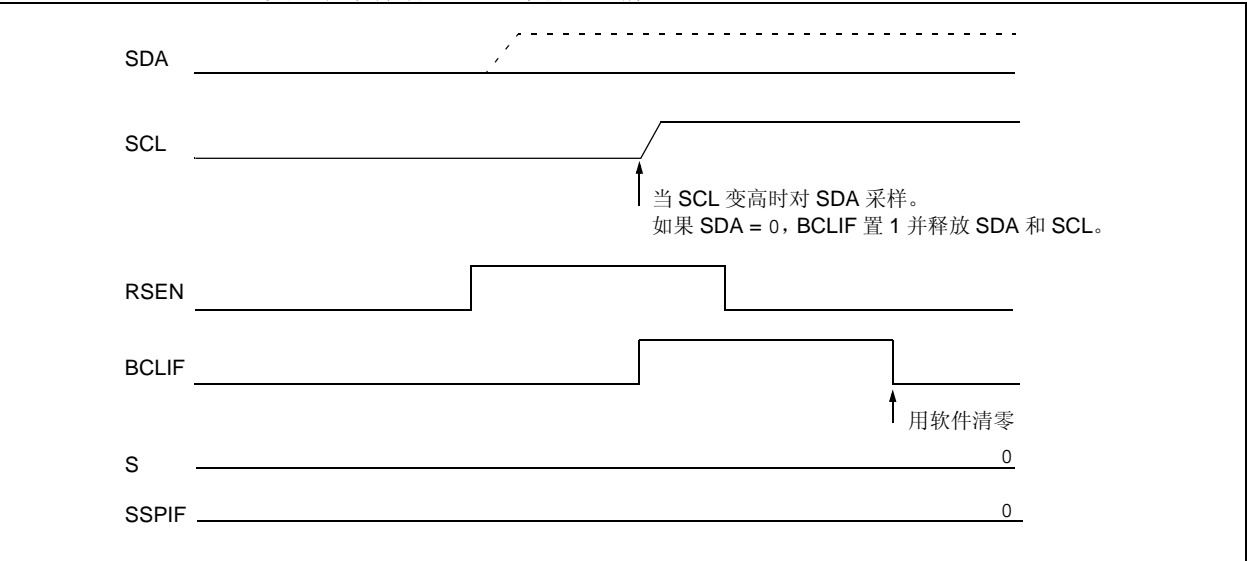 SDA
SCL
当 SCL 变高时对 SDA 采样。
如果 SDA = 0，BCLIF 置 1 并释放 SDA 和 SCL。
RSEN
BCLIF
用软件清零
S
0
SSPIF
0